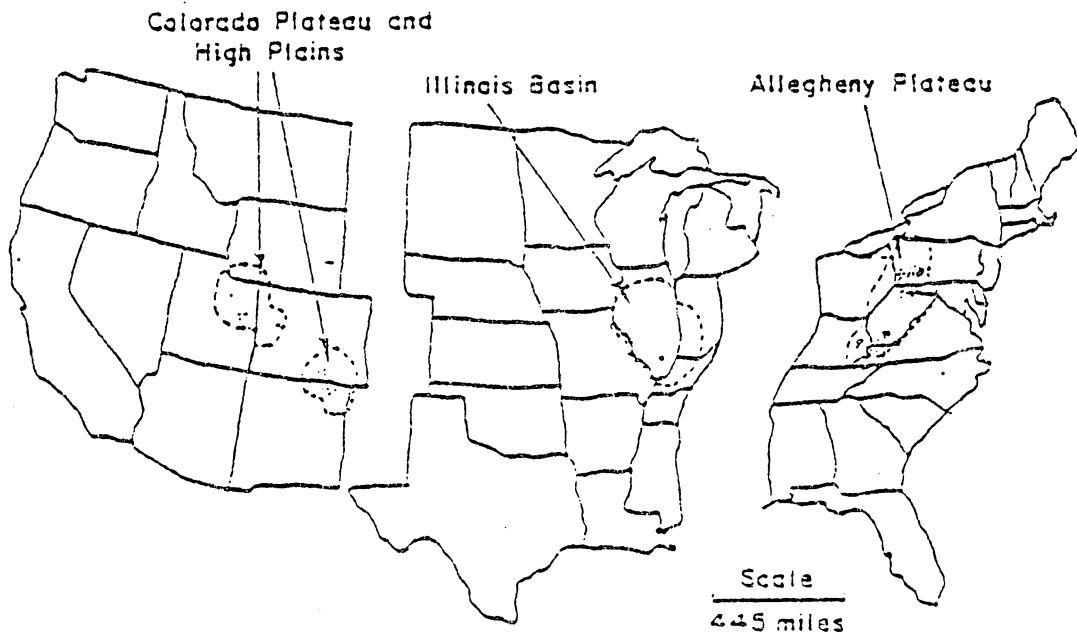 Colorado Plateau and
High Plains
Illinois Basin
Allegheny Plateau
Scale
445 miles